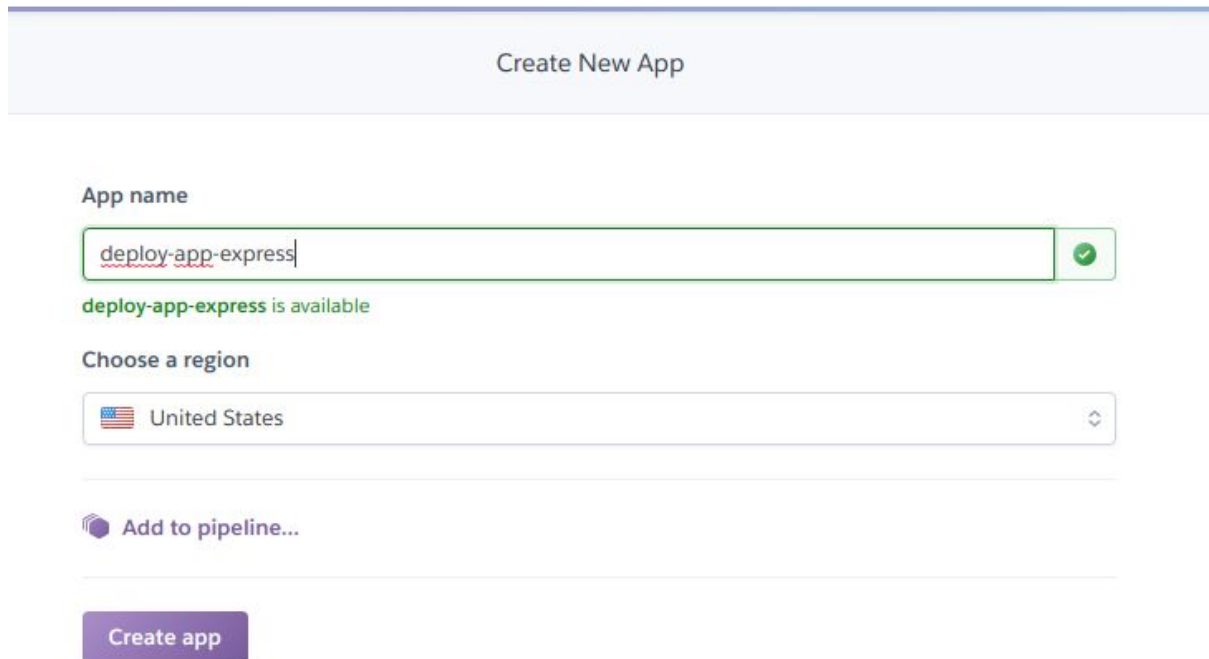 Create New App
App name
deploy-app-express
deploy-app-express is available
Choose a region
United States
Add to pipeline...
Create app